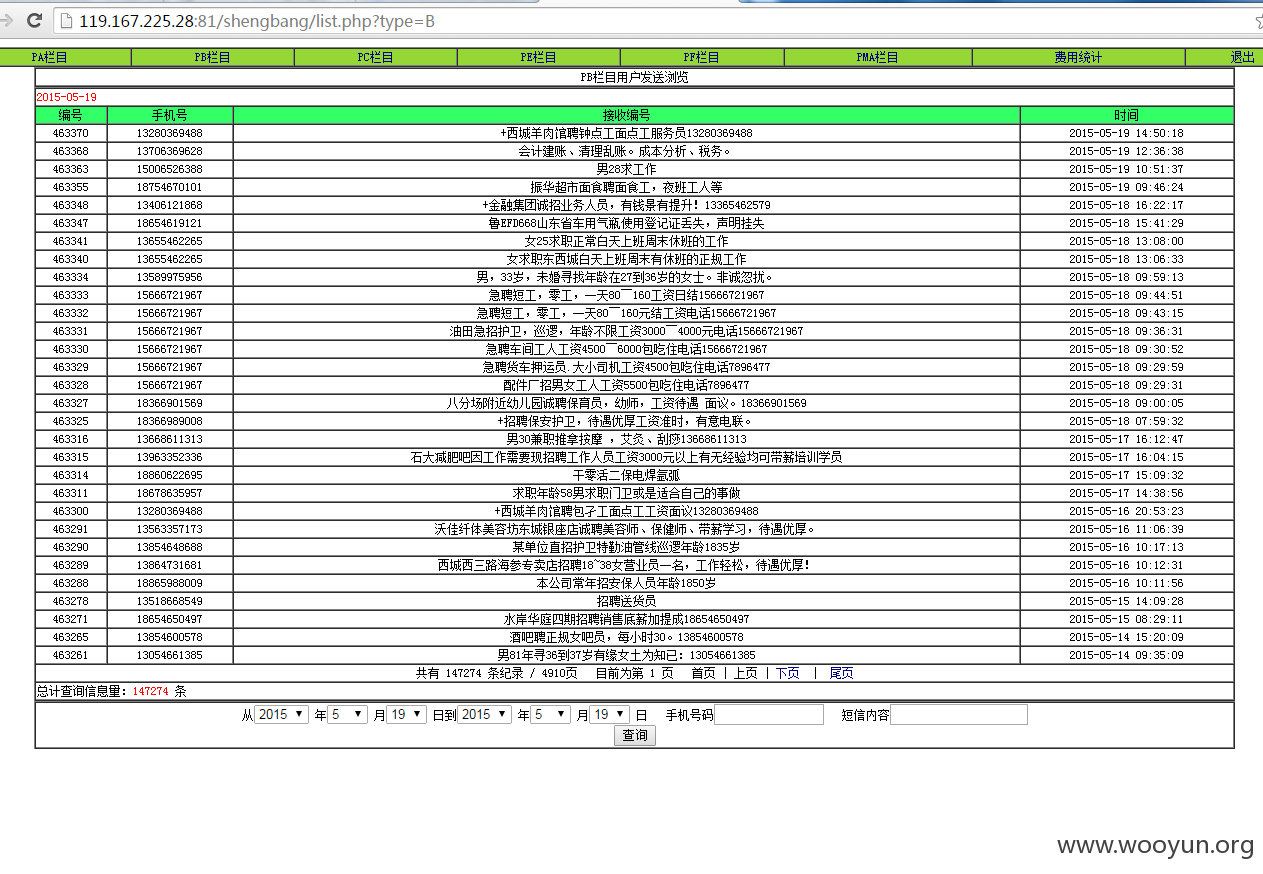 119.167.225.28:81/shengbang/list.php?type=B
PA栏目 PB栏目 PC栏目 PE栏目 PF栏目 PMA栏目 费用统计 退出
PB栏目用户发送浏览
2015-05-19
编号 手机号 接收编号 时间
463370 13280369488 +西城羊肉馆聘钟点工面点工服务员13280369488 2015-05-19 14:50:18
463368 13706369628 会计建账、清理乱账。成本分析、税务。 2015-05-19 12:36:38
463363 15006526388 男28求工作 2015-05-19 10:51:37
463355 18754670101 振华超市面食聘面食工，夜班工人等 2015-05-19 09:46:24
463348 13406121868 +金融集团诚招业务人员，有钱景有提升！13365462579 2015-05-18 16:22:17
463347 18654619121 鲁EFD668山东省车用气瓶使用登记证丢失，声明挂失 2015-05-18 15:41:29
463341 13655462265 女25求职正常白天上班周末休班的工作 2015-05-18 13:08:00
463340 13655462265 女求职东西城白天上班周末有休班的正规工作 2015-05-18 13:06:33
463334 13589975956 男，33岁，未婚寻找年龄在27到36岁的女士。非诚忽扰。 2015-05-18 09:59:13
463333 15666721967 急聘短工，零工，一天80￣160工资日结15666721967 2015-05-18 09:44:51
463332 15666721967 急聘短工，零工，一天80￣160元结工资电话15666721967 2015-05-18 09:43:15
463331 15666721967 油田急招护卫，巡逻，年龄不限工资3000￣4000元电话15666721967 2015-05-18 09:36:31
463330 15666721967 急聘车间工人工资4500￣6000包吃住电话15666721967 2015-05-18 09:30:52
463329 15666721967 急聘货车押运员.大小司机工资4500包吃住电话7896477 2015-05-18 09:29:59
463328 15666721967 配件厂招男女工人工资5500包吃住电话7896477 2015-05-18 09:29:31
463327 18366901569 八分场附近幼儿园诚聘保育员，幼师，工资待遇 面议。18366901569 2015-05-18 09:00:05
463325 18366989008 +招聘保安护卫，待遇优厚工资准时，有意电联。 2015-05-18 07:59:32
463316 13668611313 男30兼职推拿按摩 ，艾灸、刮痧13668611313 2015-05-17 16:12:47
463315 13963352336 石大减肥吧因工作需要现招聘工作人员工资3000元以上有无经验均可带薪培训学员 2015-05-17 16:04:15
463314 18860622695 干零活二保电焊氩弧 2015-05-17 15:09:32
463311 18678635957 求职年龄58男求职门卫或是适合自己的事做 2015-05-17 14:38:56
463300 13280369488 +西城羊肉馆聘包子工面点工工资面议13280369488 2015-05-16 20:53:23
463291 13563357173 沃佳纤体美容坊东城银座店诚聘美容师、保健师、带薪学习，待遇优厚。 2015-05-16 11:06:39
463290 13854648688 某单位直招护卫特勤油管线巡逻年龄1835岁 2015-05-16 10:17:13
463289 13864731681 西城西三路海参专卖店招聘18~38女营业员一名，工作轻松，待遇优厚！ 2015-05-16 10:12:31
463288 18865988009 本公司常年招安保人员年龄1850岁 2015-05-16 10:11:56
463278 13518668549 招聘送货员 2015-05-15 14:09:28
463271 18654650497 水岸华庭四期招聘销售底薪加提成18654650497 2015-05-15 08:29:11
463265 13854600578 酒吧聘正规女吧员，每小时30。13854600578 2015-05-14 15:20:09
463261 13054661385 男81年寻36到37岁有缘女士为知已：13054661385 2015-05-14 09:35:09
共有 147274 条纪录 / 4910页 目前为第 1 页 首页 | 上页 | 下页 | 尾页
总计查询信息量：147274 条
从 2015 年 5 月 19 日到 2015 年 5 月 19 日 手机号码 短信内容
查询
www.wooyun.org